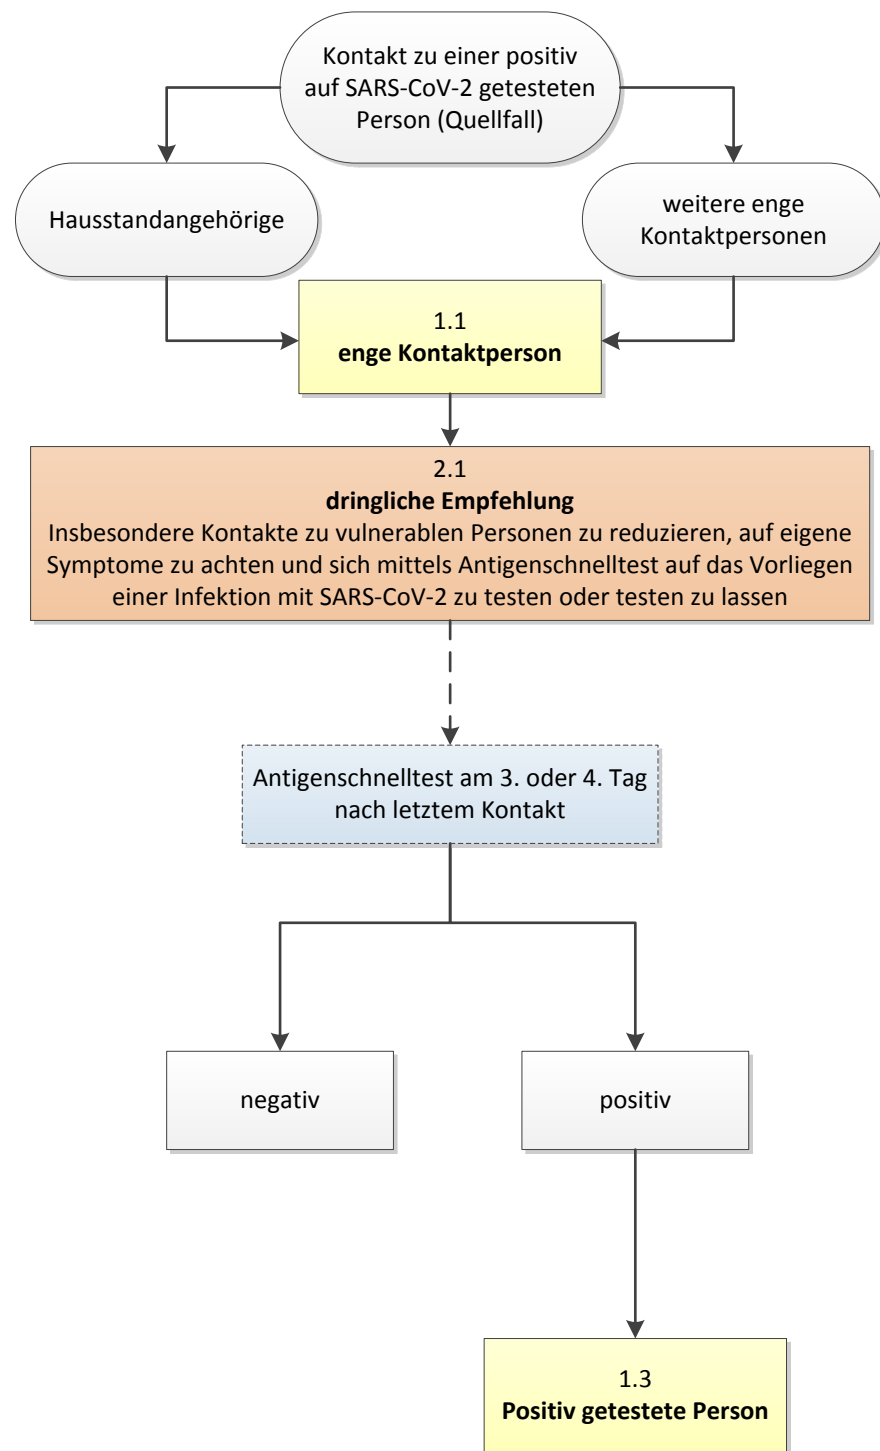 Kontakt zu einer positiv
auf SARS-CoV-2 getesteten
Person (Quellfall)
Hausstandangehörige
weitere enge
Kontaktpersonen
1.1
enge Kontaktperson
2.1
dringliche Empfehlung
Insbesondere Kontakte zu vulnerablen Personen zu reduzieren, auf eigene
Symptome zu achten und sich mittels Antigenschnelltest auf das Vorliegen
einer Infektion mit SARS-CoV-2 zu testen oder testen zu lassen
Antigenschnelltest am 3. oder 4. Tag
nach letztem Kontakt
negativ
positiv
1.3
Positiv getestete Person